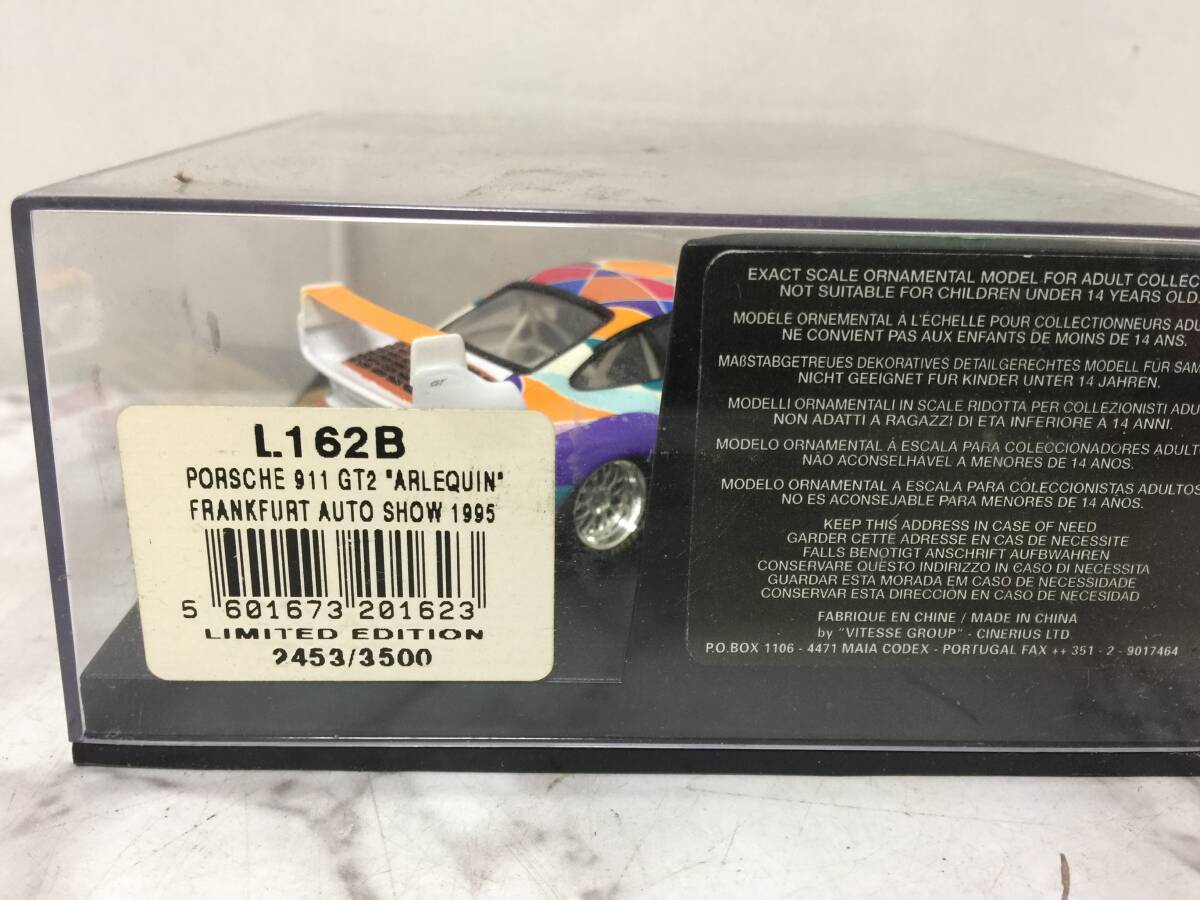 GT
L162B
PORSCHE 911 GT2 "ARLEQUIN"
FRANKFURT AUTO SHOW 1995
5 601673 201623
LIMITED EDITION
2453/3500
EXACT SCALE ORNAMENTAL MODEL FOR ADULT COLLEC
NOT SUITABLE FOR CHILDREN UNDER 14 YEARS OLD
MODÈLE ORNEMENTAL À L'ÉCHELLE POUR COLLECTIONNEURS ADU
NE CONVIENT PAS AUX ENFANTS DE MOINS DE 14 ANS.
MAßSTABGETREUES DEKORATIVES DETAILGERECHTES MODELL FÜR SAM
NICHT GEEIGNET FÜR KINDER UNTER 14 JAHREN.
MODELLI ORNAMENTALI IN SCALE RIDOTTA PER COLLEZIONISTI ADU
NON ADATTI A RAGAZZI DI ETA INFERIORE A 14 ANNI.
MODELO ORNAMENTAL À ESCALA PARA COLECCIONADORES ADULTO
NÃO ACONSELHÁVEL A MENORES DE 14 ANOS.
MODELO ORNAMENTAL A ESCALA PARA COLECCIONISTAS ADULTOS
NO ES ACONSEJABLE PARA MENORES DE 14 AÑOS.
KEEP THIS ADDRESS IN CASE OF NEED
GARDER CETTE ADRESSE EN CAS DE NECESSITE
FALLS BENÖTIGT ANSCHRIFT AUFBWAHREN
CONSERVARE QUESTO INDIRIZZO IN CASO DI NECESSITA
GUARDAR ESTA MORADA EM CASO DE NECESSIDADE
CONSERVAR ESTA DIRECCION EN CASO DE NECESIDAD
FABRIQUE EN CHINE / MADE IN CHINA
by "VITESSE GROUP" - CINERIUS LTD
P.O.BOX 1106 - 4471 MAIA CODEX - PORTUGAL FAX ++ 351 - 2 - 9017464